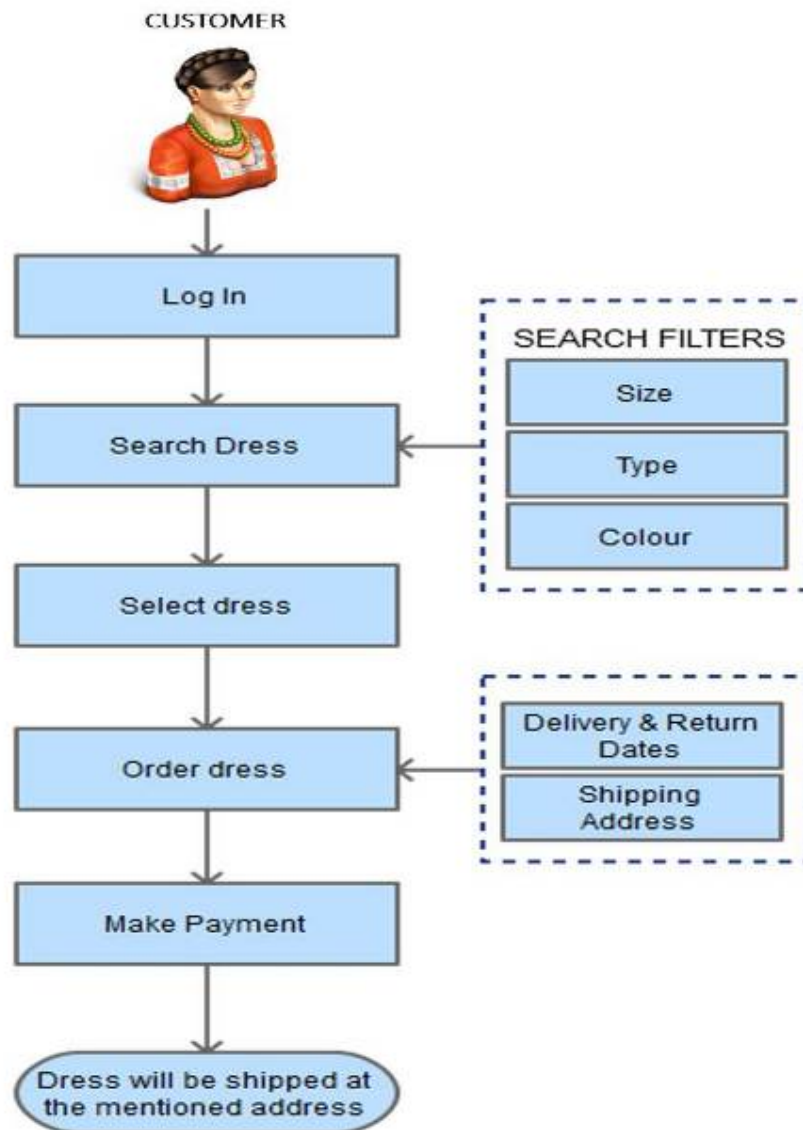 CUSTOMER
Log In
SEARCH FILTERS
Size
Search Dress
Type
Colour
Select dress
Delivery & Return
Dates
Order dress
Shipping
Address
Make Payment
Dress will be shipped at
the mentioned address